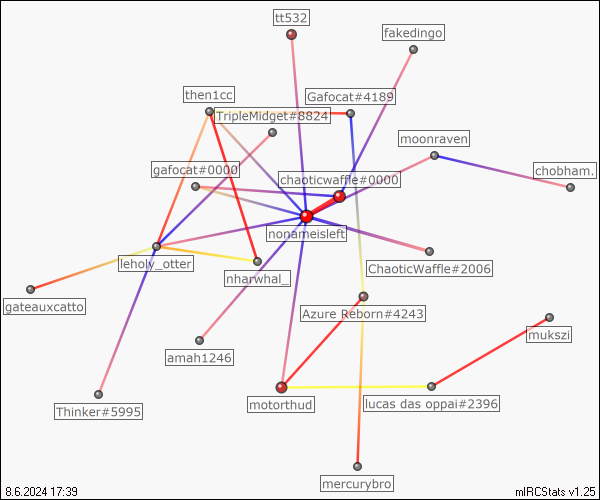 tt532
fakedingo
then1cc
Gafocat#4189
TripleMidget#8824
moonraven
gafocat#0000
chaoticwaffle#0000
chobham.
nonameisleft
leholy_otter
nharwhal_
ChaoticWaffle#2006
gateauxcatto
Azure Reborn#4243
mukszi
amah1246
Thinker#5995
motorthud
lucas das oppai#2396
mercurybro
8.6.2024 17:39
mIRCStats v1.25